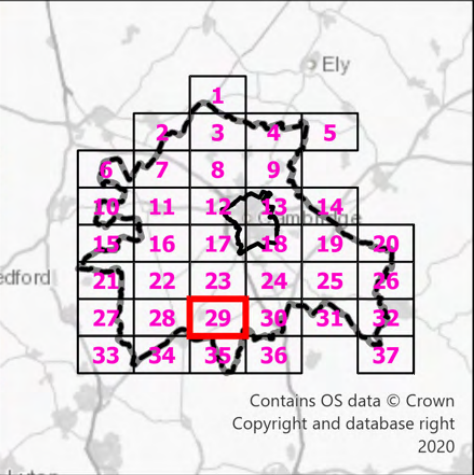 Ely
1
2 3 4 5
6 7 8 9
10 11 12 13 14
Cambridge
15 16 17 18 19 20
edford
21 22 23 24 25 26
27 28 29 30 31 32
33 34 35 36 37
Contains OS data © Crown
Copyright and database right
2020